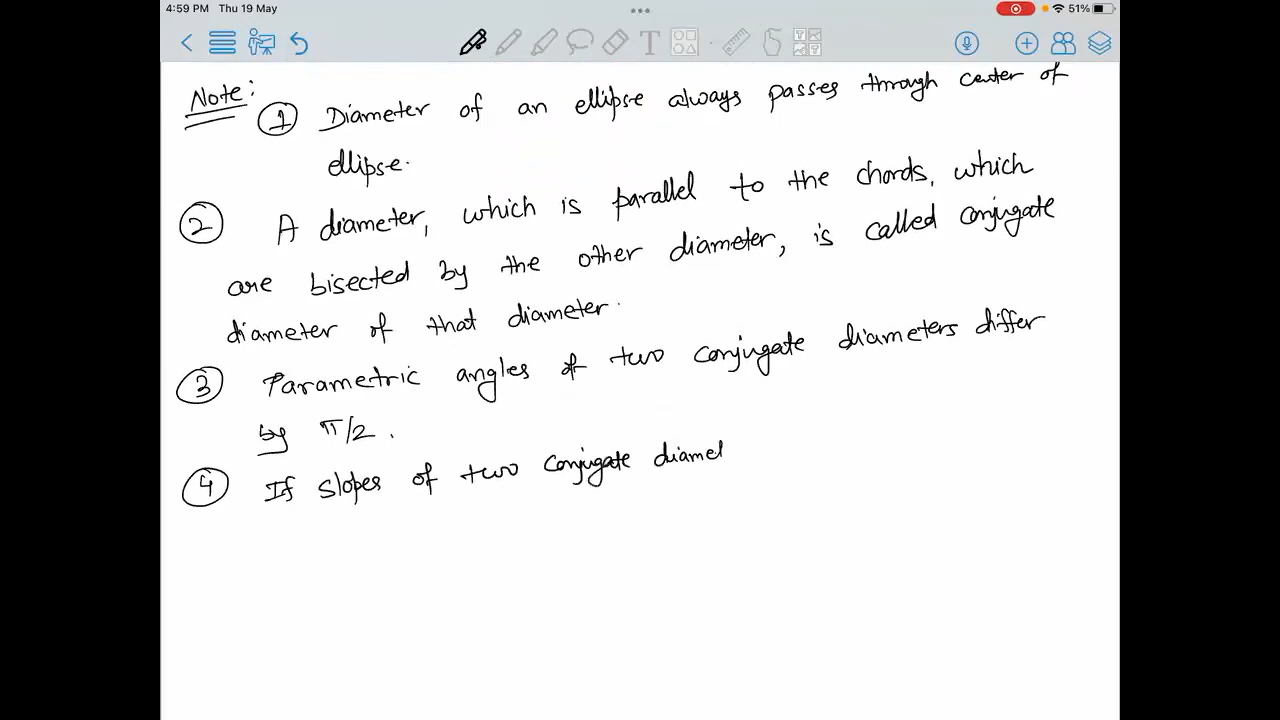 4:59 PM Thu 19 May
51%
T
Note:
① Diameter of an ellipse always passes through center of
ellipse.
② A diameter, which is parallel to the chords, which
are bisected by the other diameter, is called conjugate
diameter of that diameter.
③ Parametric angles of two conjugate diameters differ
by π/2.
④ If slopes of two conjugate diamet